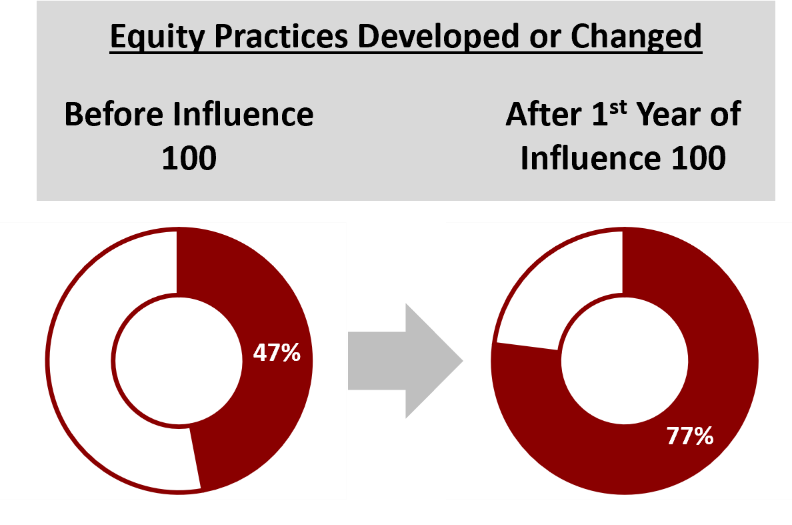 Equity Practices Developed or Changed
Before Influence
100
After 1st Year of
Influence 100
47%
77%